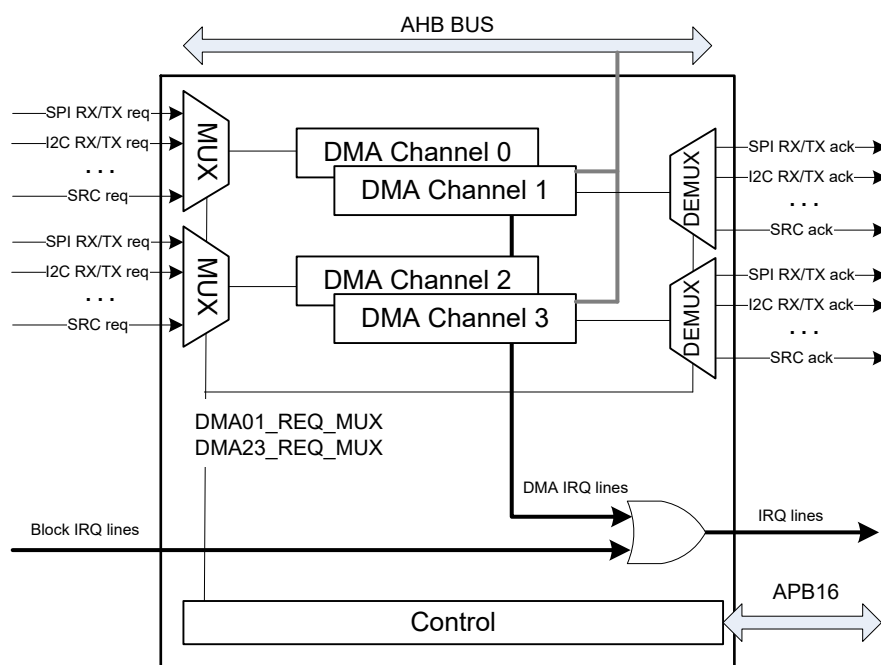 AHB BUS
SPI RX/TX req
I2C RX/TX req
. . .
SRC req
MUX
DMA Channel 0
DMA Channel 1
DEMUX
SPI RX/TX ack
I2C RX/TX ack
. . .
SRC ack
SPI RX/TX req
I2C RX/TX req
. . .
SRC req
MUX
DMA Channel 2
DMA Channel 3
DEMUX
SPI RX/TX ack
I2C RX/TX ack
. . .
SRC ack
DMA01_REQ_MUX
DMA23_REQ_MUX
DMA IRQ lines
Block IRQ lines
IRQ lines
APB16
Control